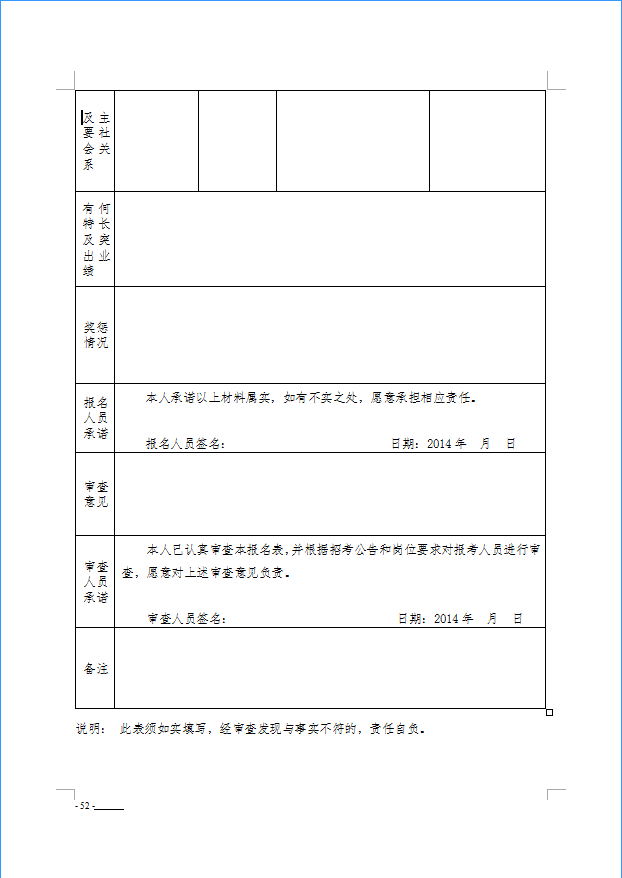 及主
要社
会关
系
有何
特长
及突
出业
绩
奖惩
情况
报名
人员
承诺
本人承诺以上材料属实，如有不实之处，愿意承担相应责任。
报名人员签名： 日期：2014 年 月 日
审查
意见
审查
人员
承诺
本人已认真审查本报名表，并根据招考公告和岗位要求对报考人员进行审
查，愿意对上述审查意见负责。
审查人员签名： 日期：2014 年 月 日
备注
说明： 此表须如实填写，经审查发现与事实不符的，责任自负。
- 52 -